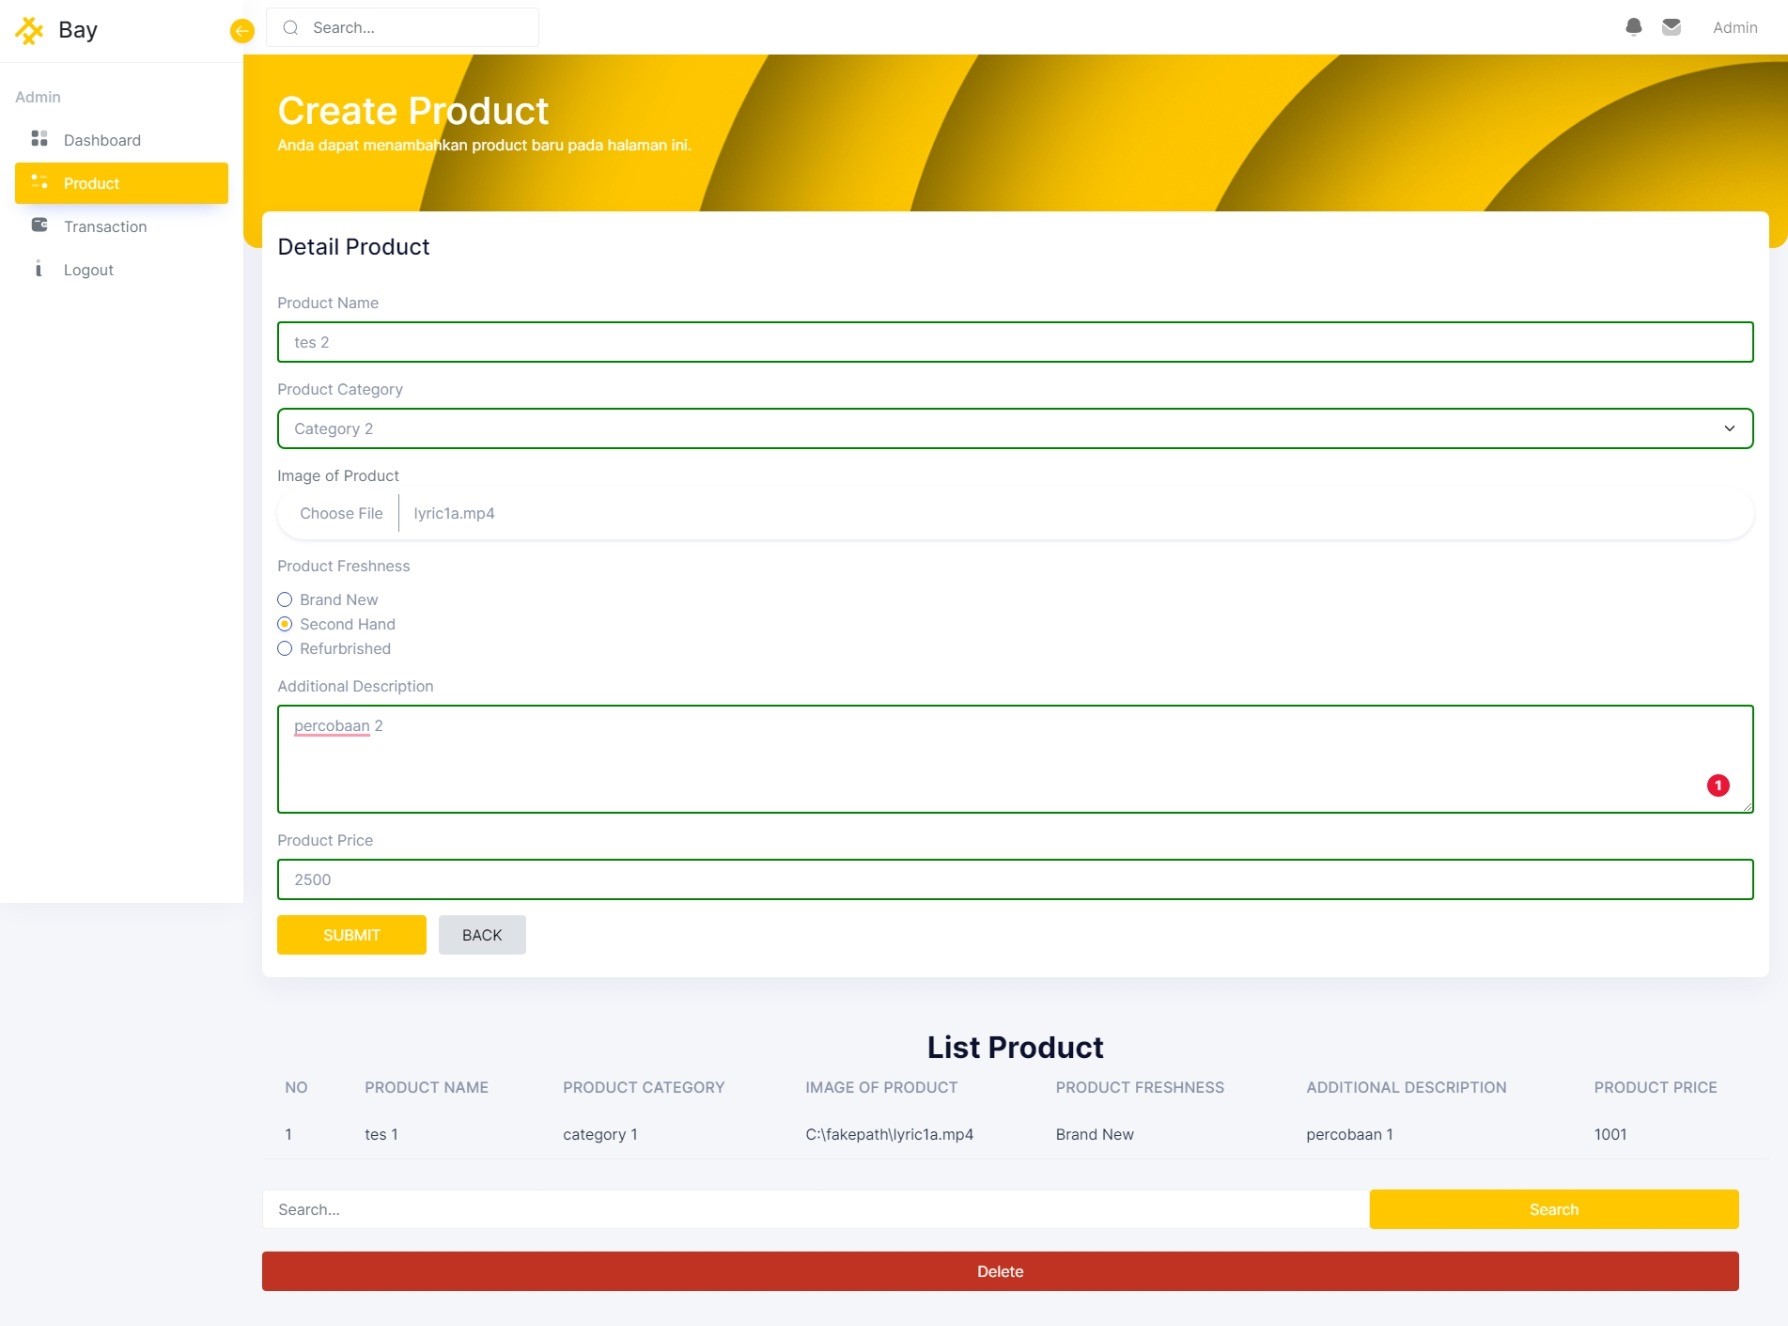 Bay
Search...
Admin
Admin
Dashboard
Product
Transaction
Logout
Create Product
Anda dapat menambahkan product baru pada halaman ini.
Detail Product
Product Name
tes 2
Product Category
Category 2
Image of Product
Choose File lyric1a.mp4
Product Freshness
Brand New
Second Hand
Refurbrished
Additional Description
percobaan 2
1
Product Price
2500
SUBMIT BACK
List Product
NO PRODUCT NAME PRODUCT CATEGORY IMAGE OF PRODUCT PRODUCT FRESHNESS ADDITIONAL DESCRIPTION PRODUCT PRICE
1 tes 1 category 1 C:\fakepath\lyric1a.mp4 Brand New percobaan 1 1001
Search... Search
Delete